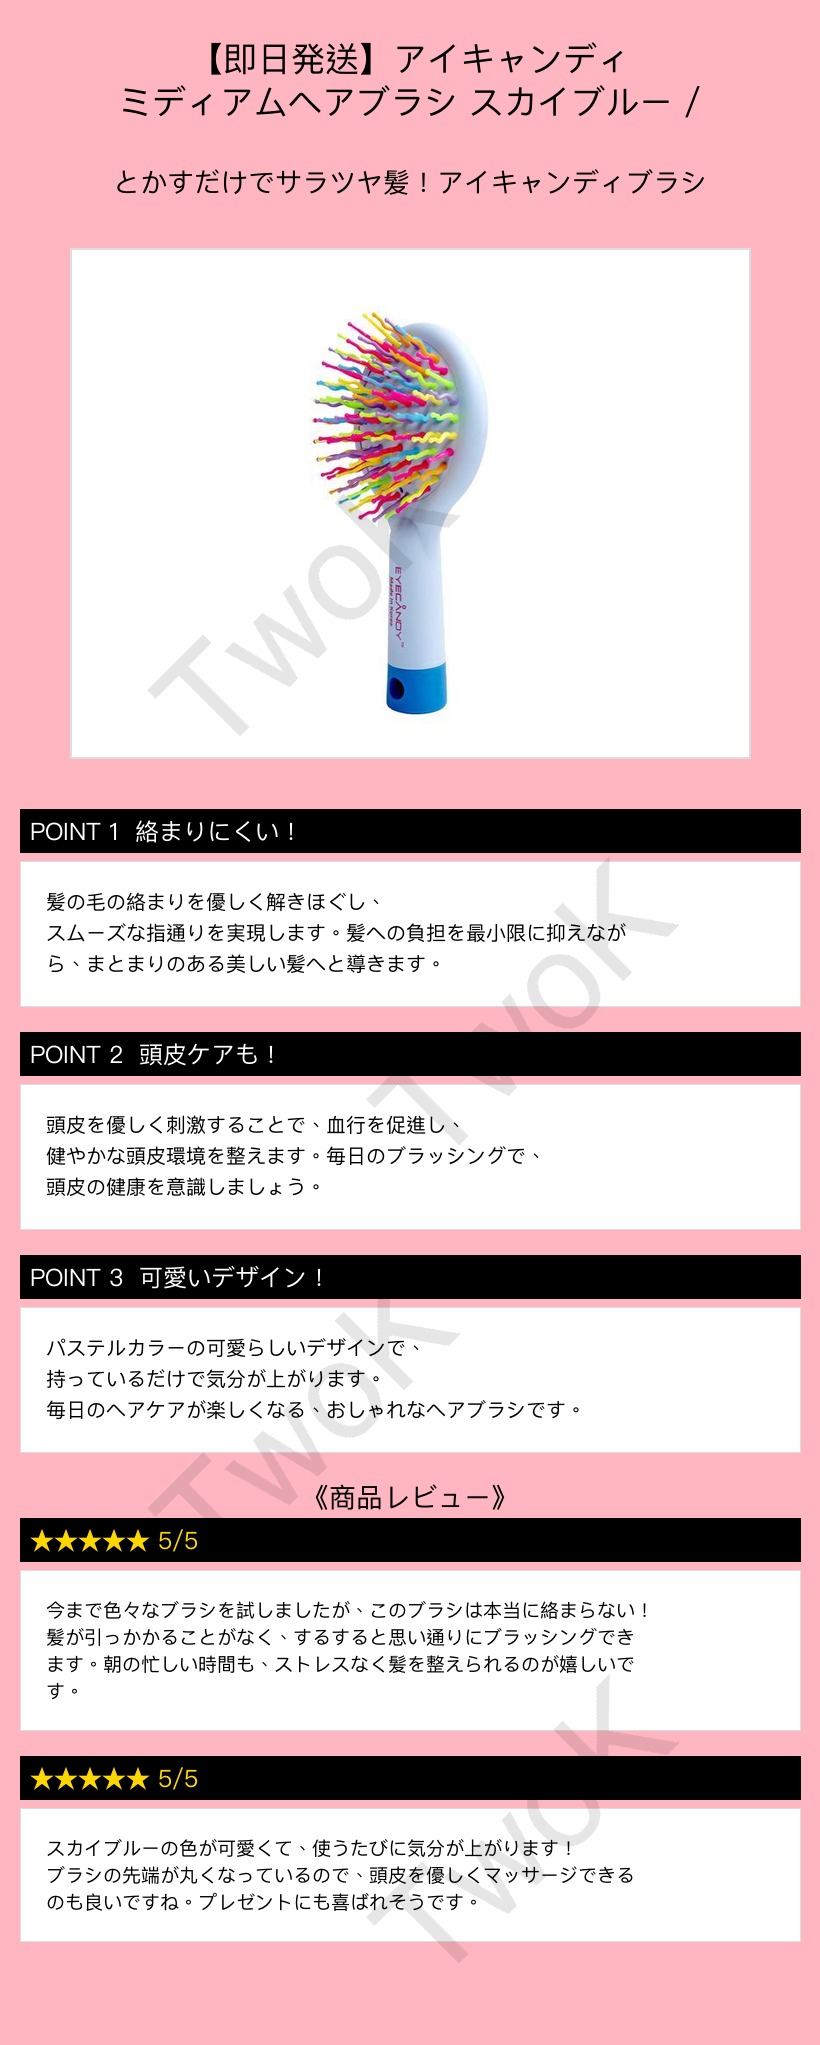 【即日発送】アイキャンディ
ミディアムヘアブラシ スカイブルー /
とかすだけでサラツヤ髪！アイキャンディブラシ
EYECANDY™
Made in Korea
TwoK
POINT 1 絡まりにくい！
髪の毛の絡まりを優しく解きほぐし、
スムーズな指通りを実現します。髪への負担を最小限に抑えなが
ら、まとまりのある美しい髪へと導きます。
TwoK
POINT 2 頭皮ケアも！
頭皮を優しく刺激することで、血行を促進し、
健やかな頭皮環境を整えます。毎日のブラッシングで、
頭皮の健康を意識しましょう。
POINT 3 可愛いデザイン！
パステルカラーの可愛らしいデザインで、
持っているだけで気分が上がります。
毎日のヘアケアが楽しくなる、おしゃれなヘアブラシです。
TwoK
《商品レビュー》
★★★★★ 5/5
今まで色々なブラシを試しましたが、このブラシは本当に絡まらない！
髪が引っかかることがなく、するすると思い通りにブラッシングでき
ます。朝の忙しい時間も、ストレスなく髪を整えられるのが嬉しいで
す。
★★★★★ 5/5
スカイブルーの色が可愛くて、使うたびに気分が上がります！
ブラシの先端が丸くなっているので、頭皮を優しくマッサージできる
のも良いですね。プレゼントにも喜ばれそうです。
TwoK